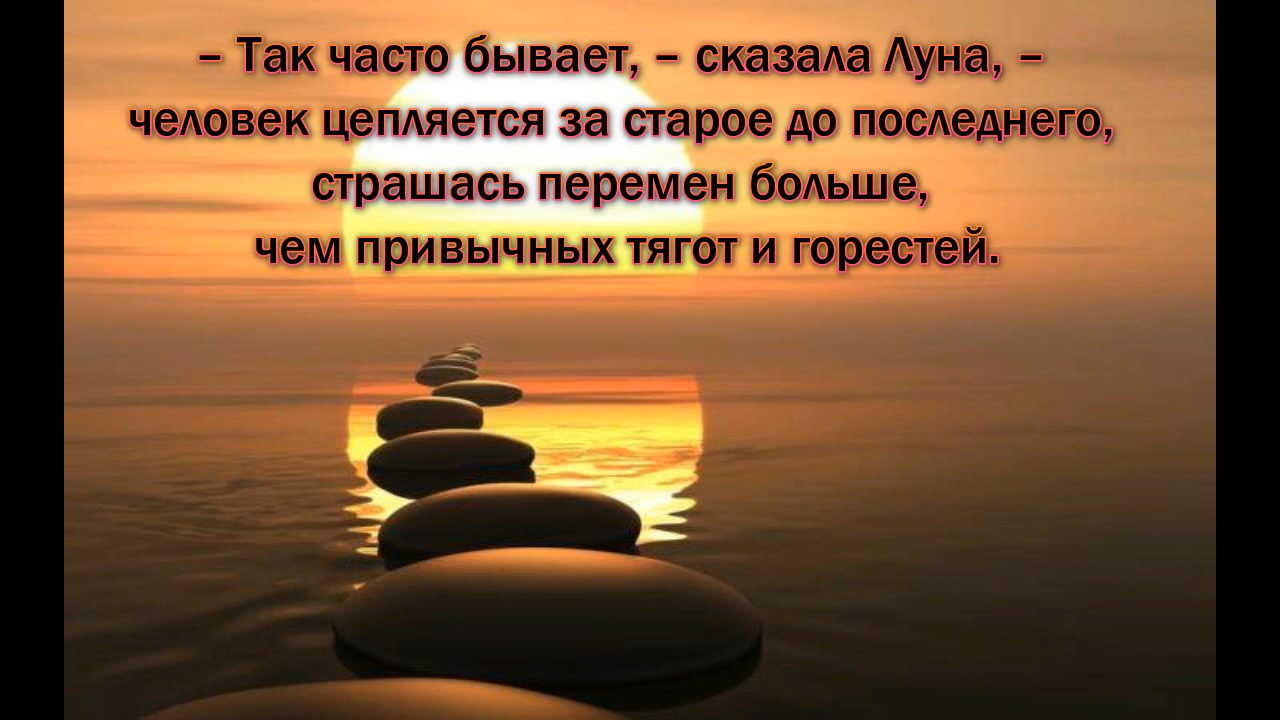 – Так часто бывает, – сказала Луна, –
человек цепляется за старое до последнего,
страшась перемен больше,
чем привычных тягот и горестей.